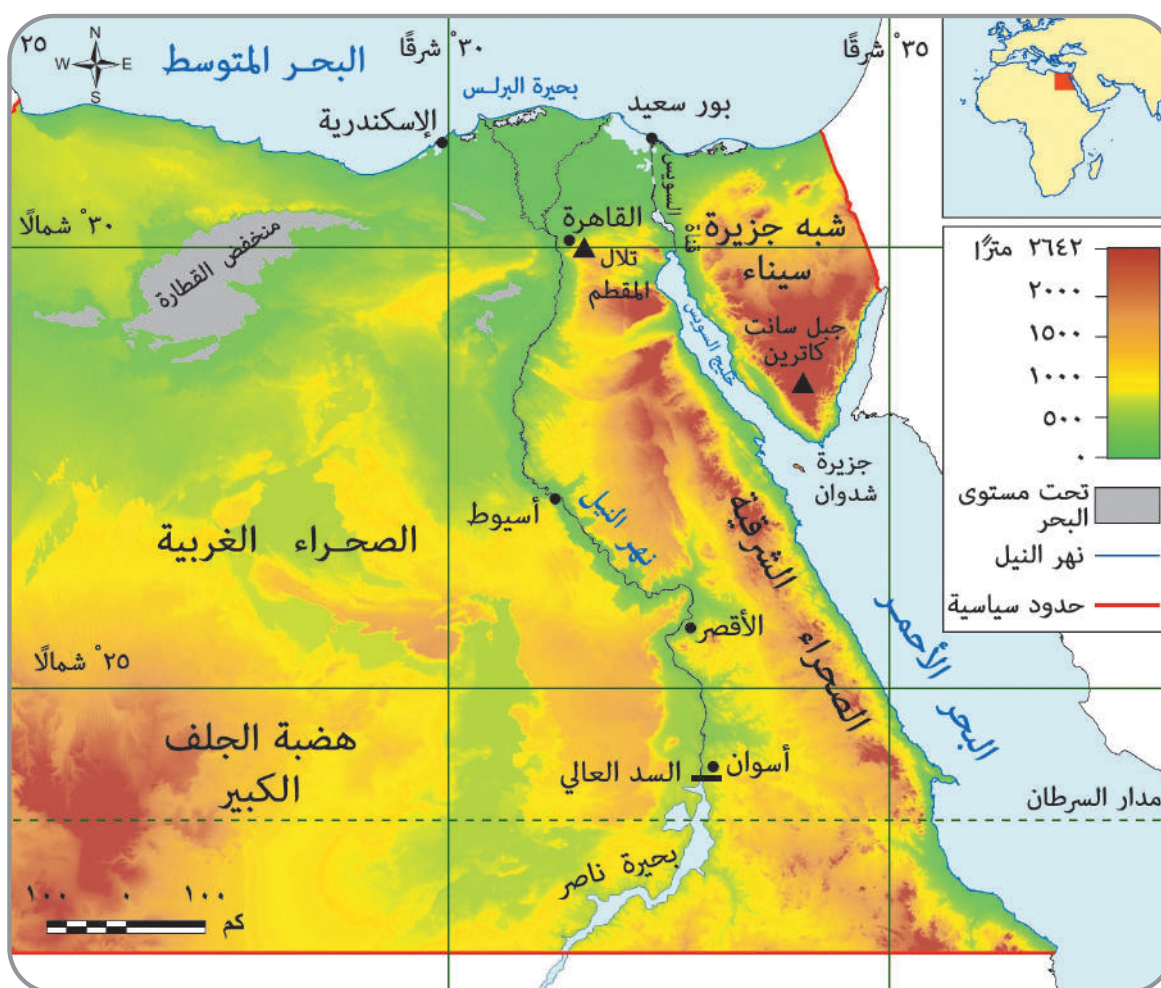 ٢٥
N
W
E
S
البحر المتوسط
٣٠° شرقًا
٣٥° شرقًا
بحيرة البرلس
بور سعيد
الإسكندرية
قناة السويس
٣٠° شمالًا
منخفض القطارة
القاهرة
تلال
المقطم
شبه جزيرة
سيناء
جبل سانت
كاترين
خليج السويس
جزيرة
شدوان
٢٦٤٢ مترًا
٢٠٠٠
١٥٠٠
١٠٠٠
٥٠٠
٠
تحت مستوى
البحر
نهر النيل
حدود سياسية
أسيوط
نهر النيل
الصحراء الغربية
الصحراء الشرقية
الأقصر
البحر الأحمر
٢٥° شمالًا
هضبة الجلف
الكبير
أسوان
السد العالي
مدار السرطان
بحيرة ناصر
١٠٠ ٠ ١٠٠
كم